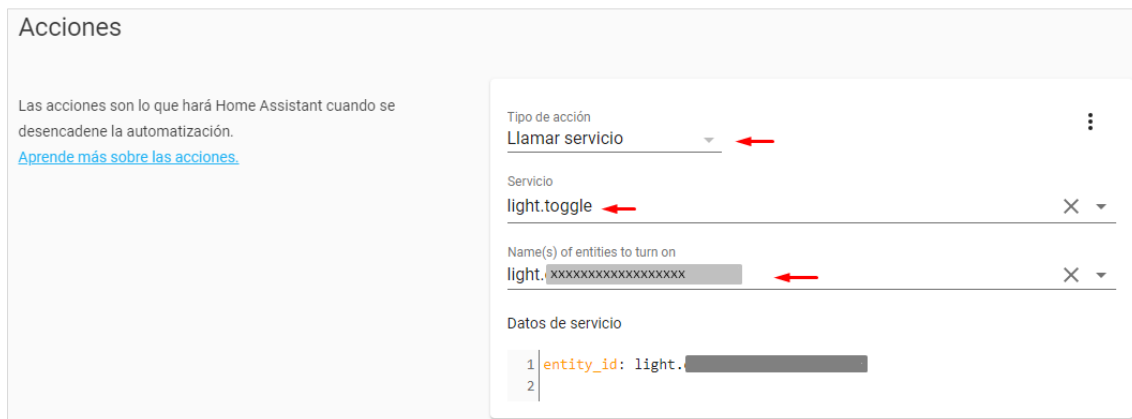 Acciones
Las acciones son lo que hará Home Assistant cuando se
desencadene la automatización.
Aprende más sobre las acciones.
Tipo de acción
Llamar servicio
Servicio
light.toggle
Name(s) of entities to turn on
light. xxxxxxxxxxxxxxxxxx
Datos de servicio
1 entity_id: light.
2